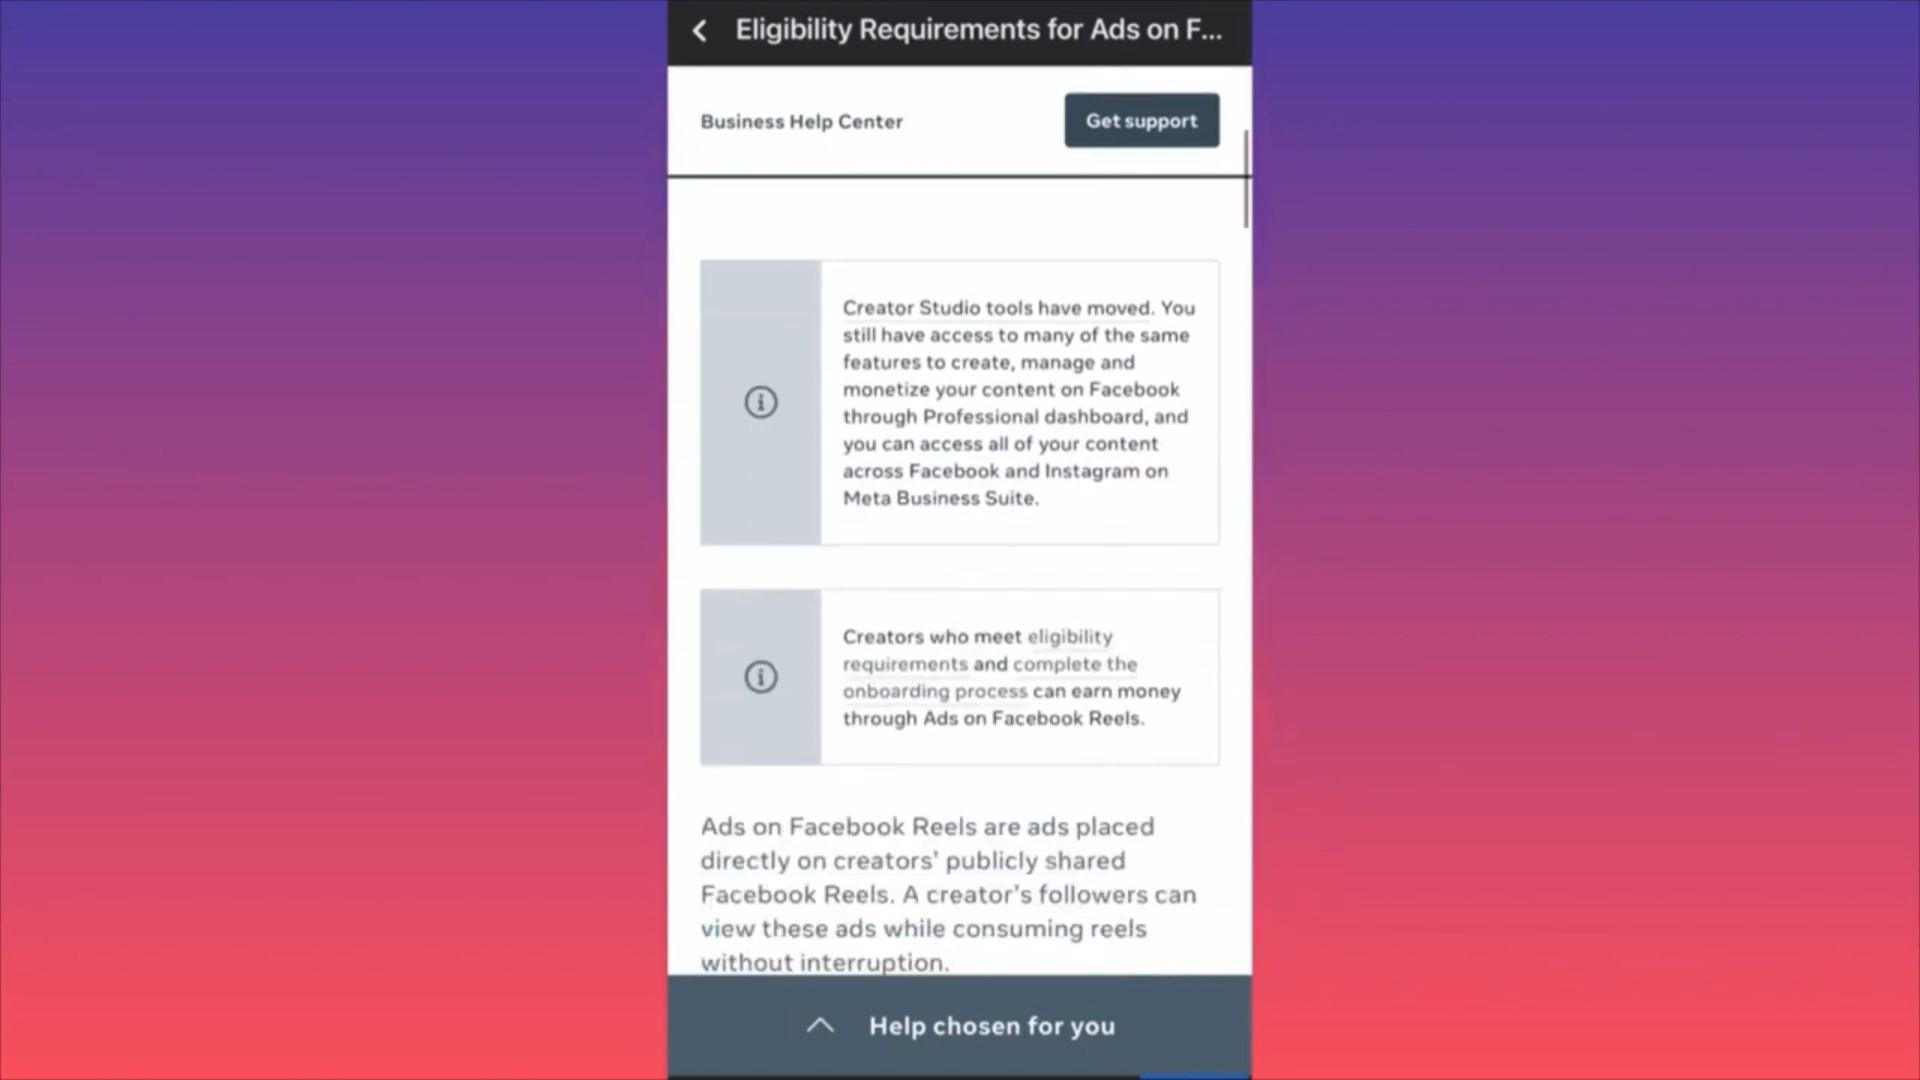 Eligibility Requirements for Ads on F...
Business Help Center
Get support
Creator Studio tools have moved. You
still have access to many of the same
features to create, manage and
monetize your content on Facebook
through Professional dashboard, and
you can access all of your content
across Facebook and Instagram on
Meta Business Suite.
Creators who meet eligibility
requirements and complete the
onboarding process can earn money
through Ads on Facebook Reels.
Ads on Facebook Reels are ads placed
directly on creators’ publicly shared
Facebook Reels. A creator’s followers can
view these ads while consuming reels
without interruption.
Help chosen for you